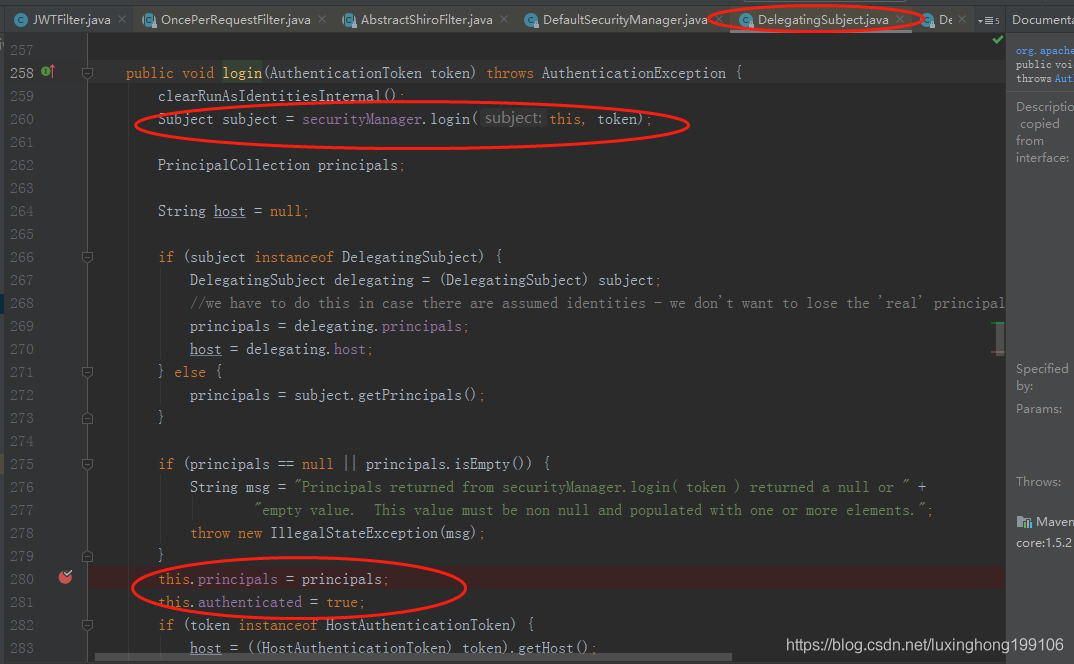 JWTFilter.java OncePerRequestFilter.java AbstractShiroFilter.java DefaultSecurityManager.java DelegatingSubject.java De 5 Documenta
257
258 public void login(AuthenticationToken token) throws AuthenticationException {
259 clearRunAsIdentitiesInternal();
260 Subject subject = securityManager.login( subject: this, token);
261
262 PrincipalCollection principals;
263
264 String host = null;
265
266 if (subject instanceof DelegatingSubject) {
267 DelegatingSubject delegating = (DelegatingSubject) subject;
268 //we have to do this in case there are assumed identities - we don't want to lose the 'real' principal
269 principals = delegating.principals;
270 host = delegating.host;
271 } else {
272 principals = subject.getPrincipals();
273 }
274
275 if (principals == null || principals.isEmpty()) {
276 String msg = "Principals returned from securityManager.login( token ) returned a null or " +
277 "empty value.  This value must be non null and populated with one or more elements.";
278 throw new IllegalStateException(msg);
279 }
280 this.principals = principals;
281 this.authenticated = true;
282 if (token instanceof HostAuthenticationToken) {
283 host = ((HostAuthenticationToken) token).getHost();
org.apache
public voi
throws Aut
Descriptio
copied
from
interface:
Specified
by:
Params:
Throws:
Maven
core:1.5.2
https://blog.csdn.net/luxinghong199106